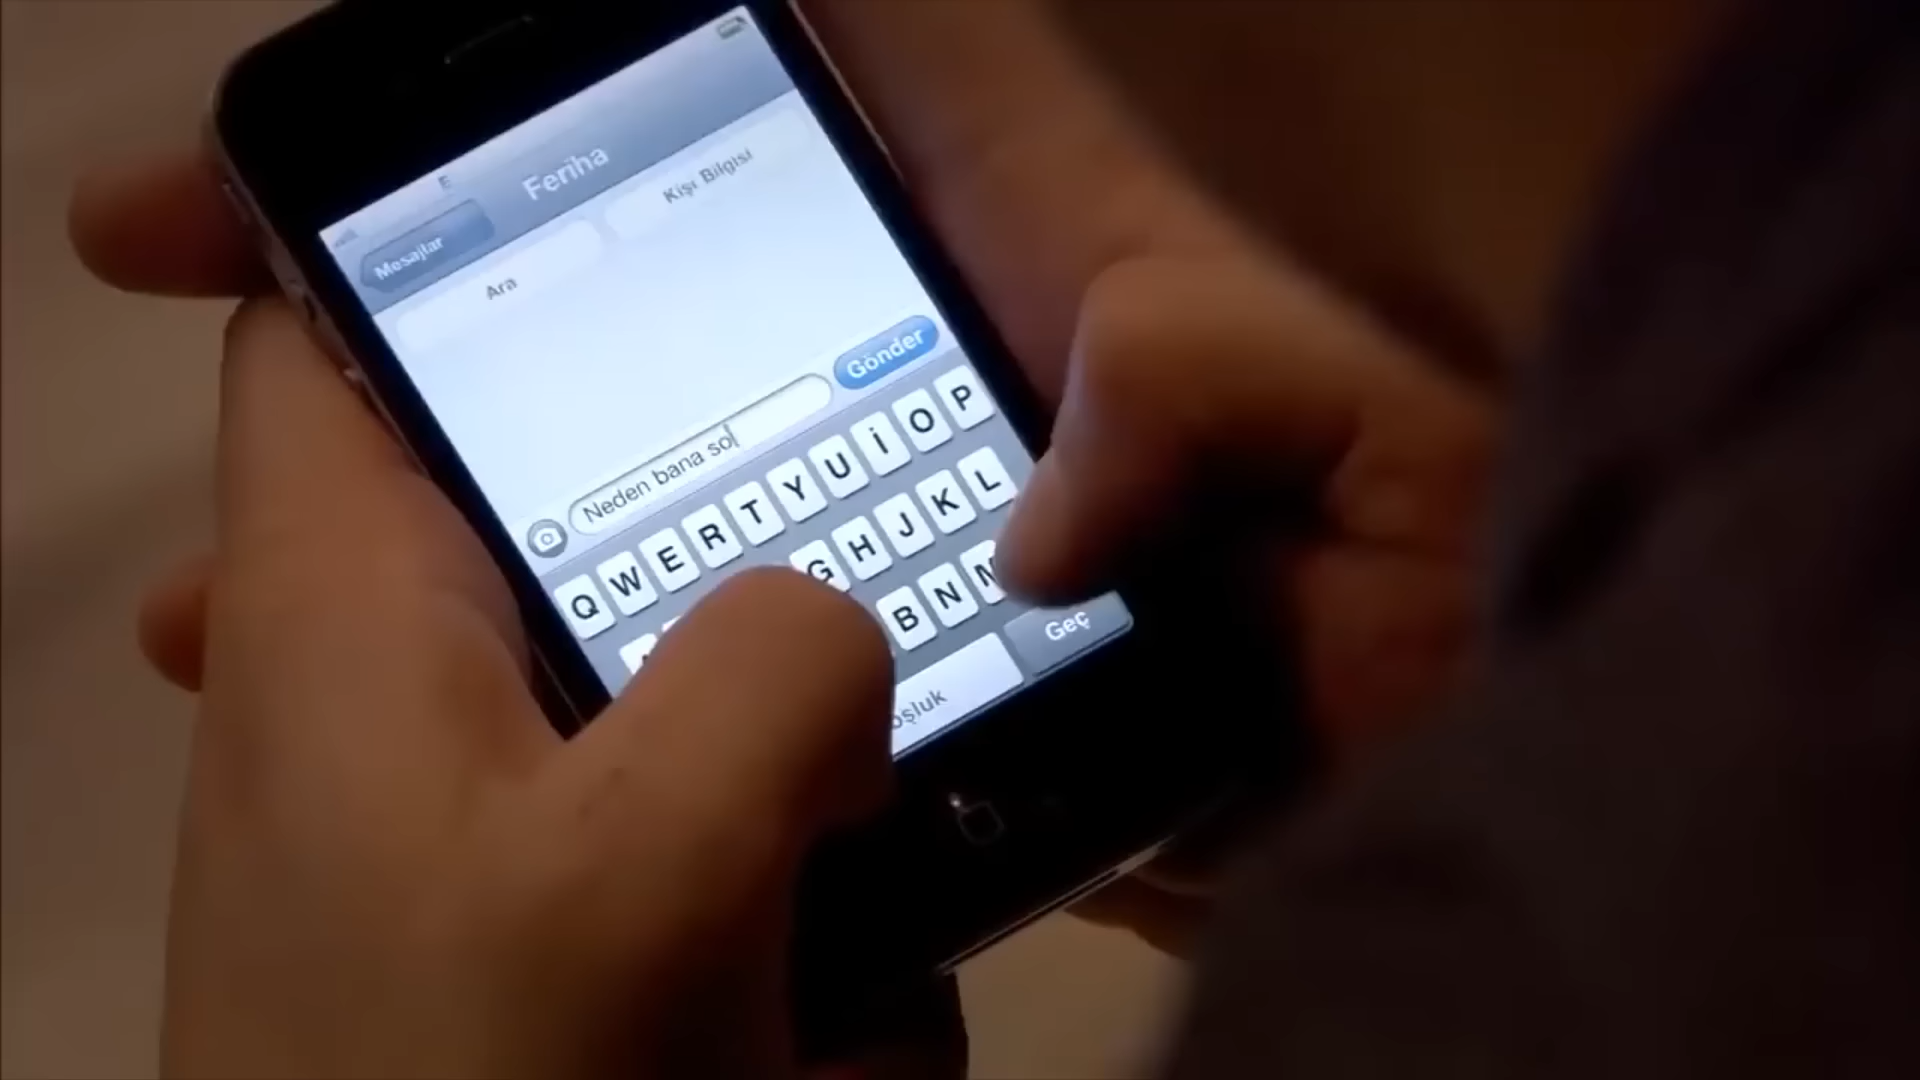 E
Feriha
Mesajlar
Ara
Kişi Bilgisi
Neden bana so
Gönder
Q W E R T Y U İ O P
G H J K L
B N
Geç